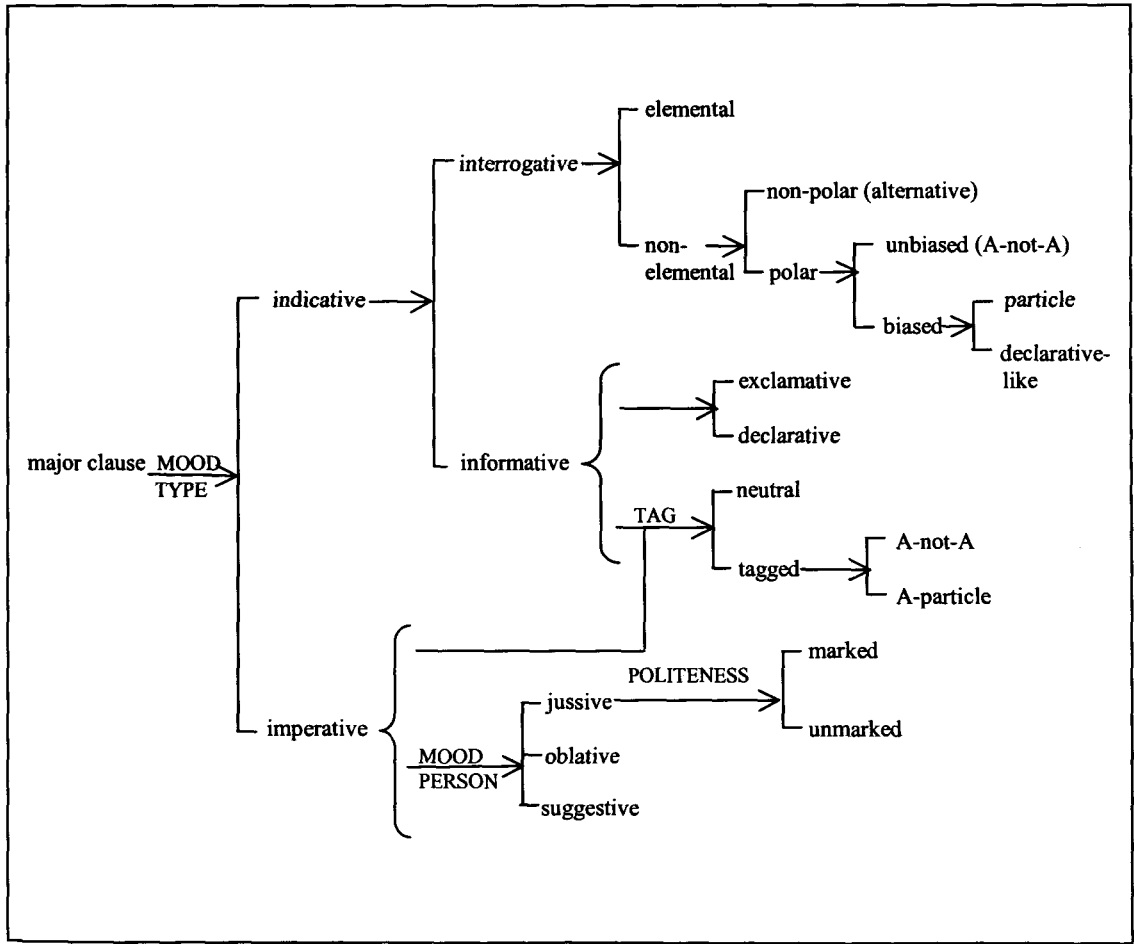 elemental
interrogative
non-polar (alternative)
non-
elemental
unbiased (A-not-A)
polar
indicative
particle
biased
declarative-
like
exclamative
declarative
major clause
MOOD
TYPE
informative
neutral
TAG
A-not-A
tagged
A-particle
marked
POLITENESS
jussive
imperative
unmarked
MOOD
PERSON
oblative
suggestive